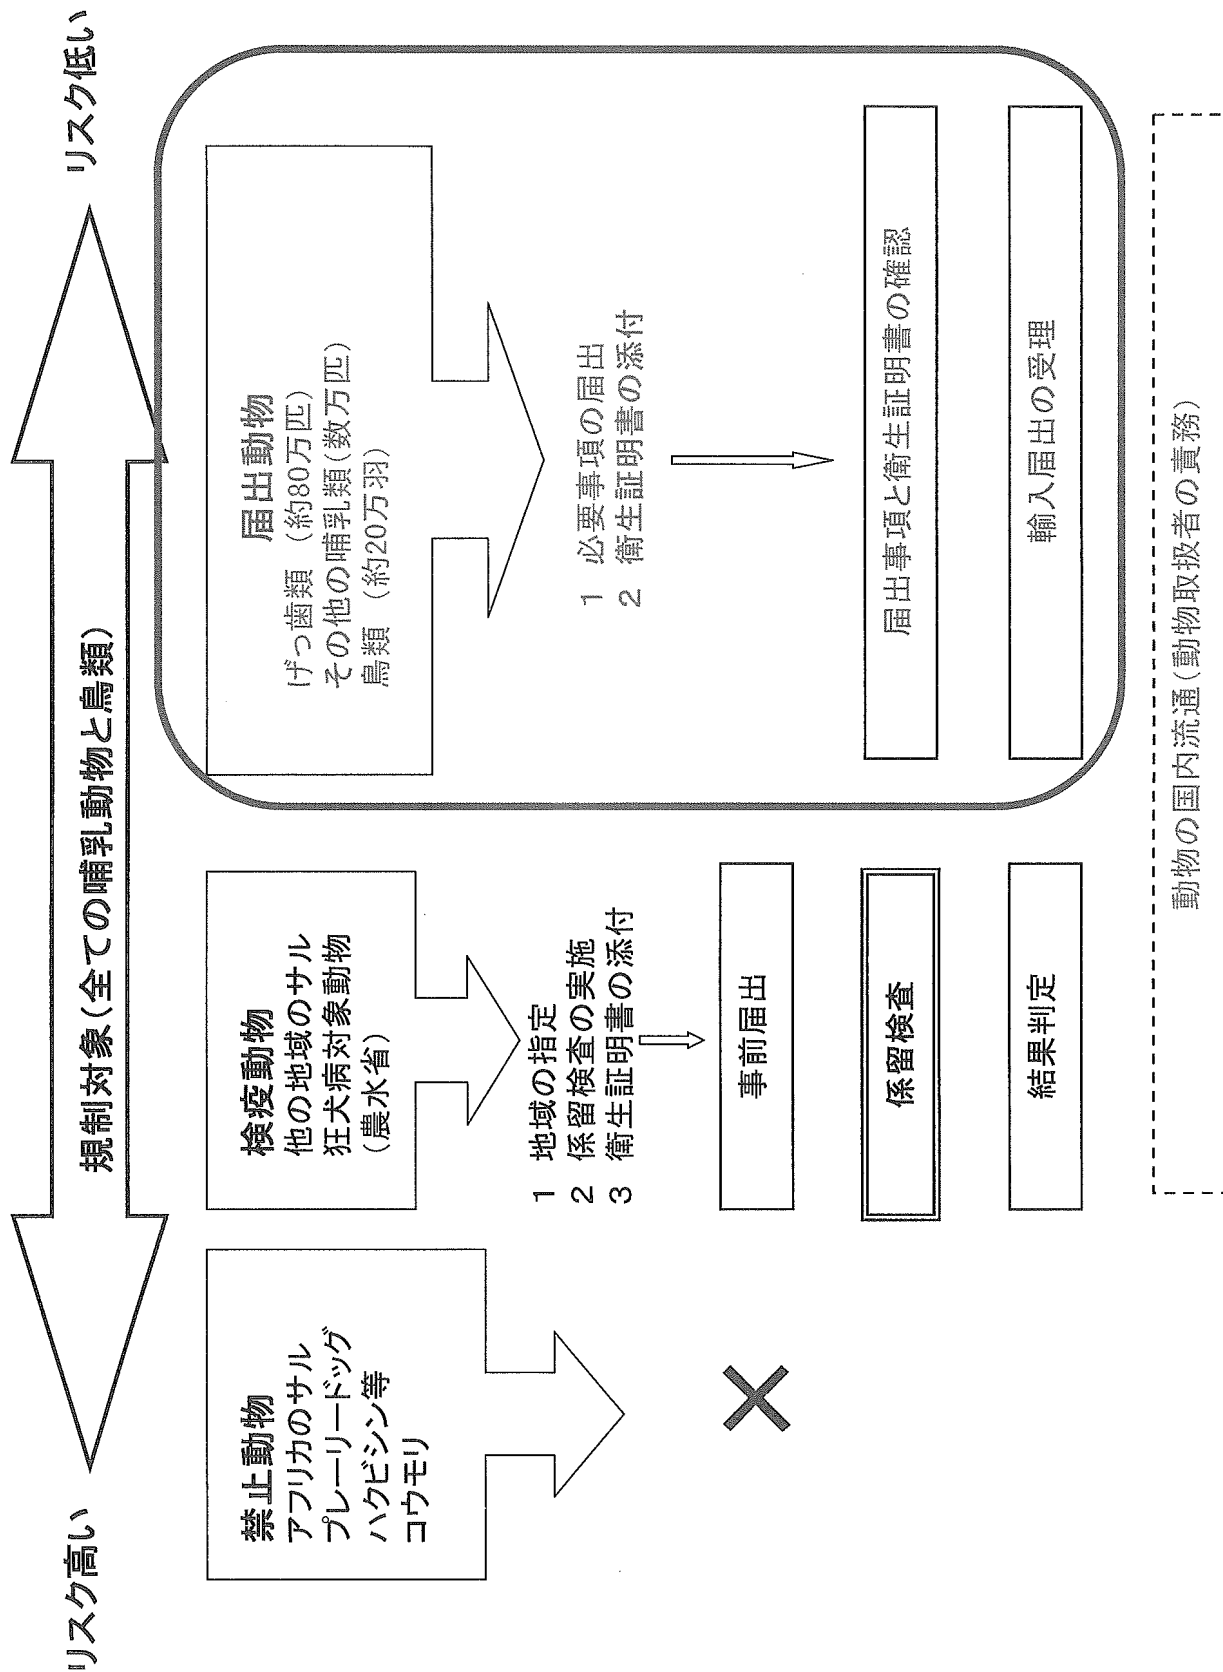 リスク高い
規制対象(全ての哺乳動物と鳥類)
リスク低い
禁止動物
アフリカのサル
プレーリードッグ
ハクビシン等
コウモリ
検疫動物
他の地域のサル
狂犬病対象動物
(農水省)
1 地域の指定
2 係留検査の実施
3 衛生証明書の添付
事前届出
係留検査
結果判定
届出動物
げっ歯類 (約80万匹)
その他の哺乳類(数万匹)
鳥類 (約20万羽)
1 必要事項の届出
2 衛生証明書の添付
届出事項と衛生証明書の確認
輸入届出の受理
動物の国内流通(動物取扱者の責務)